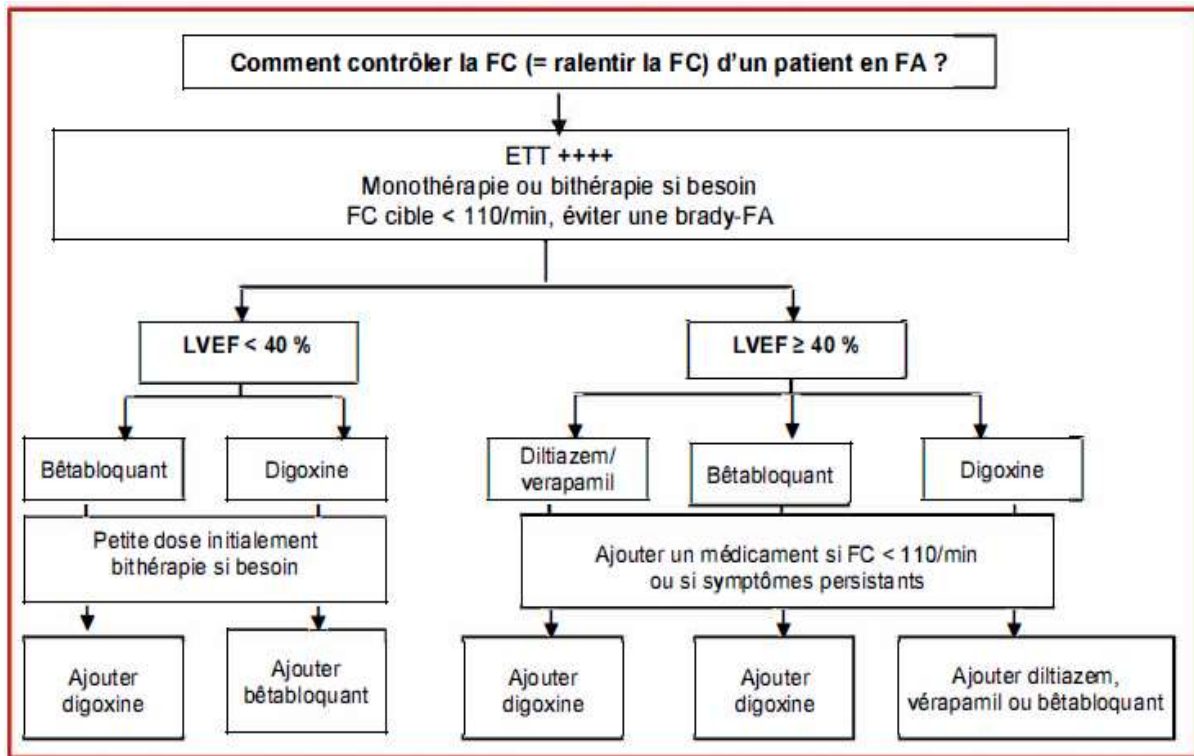 Comment contrôler la FC (= ralentir la FC) d'un patient en FA ?
ETT ++++
Monothérapie ou bithérapie si besoin
FC cible < 110/min, éviter une brady-FA
LVEF < 40 %
LVEF ≥ 40 %
Bêtabloquant
Digoxine
Diltiazem/
verapamil
Bêtabloquant
Digoxine
Petite dose initialement
bithérapie si besoin
Ajouter un médicament si FC < 110/min
ou si symptômes persistants
Ajouter
digoxine
Ajouter
bêtabloquant
Ajouter
digoxine
Ajouter
digoxine
Ajouter diltiazem,
vérapamil ou bêtabloquant